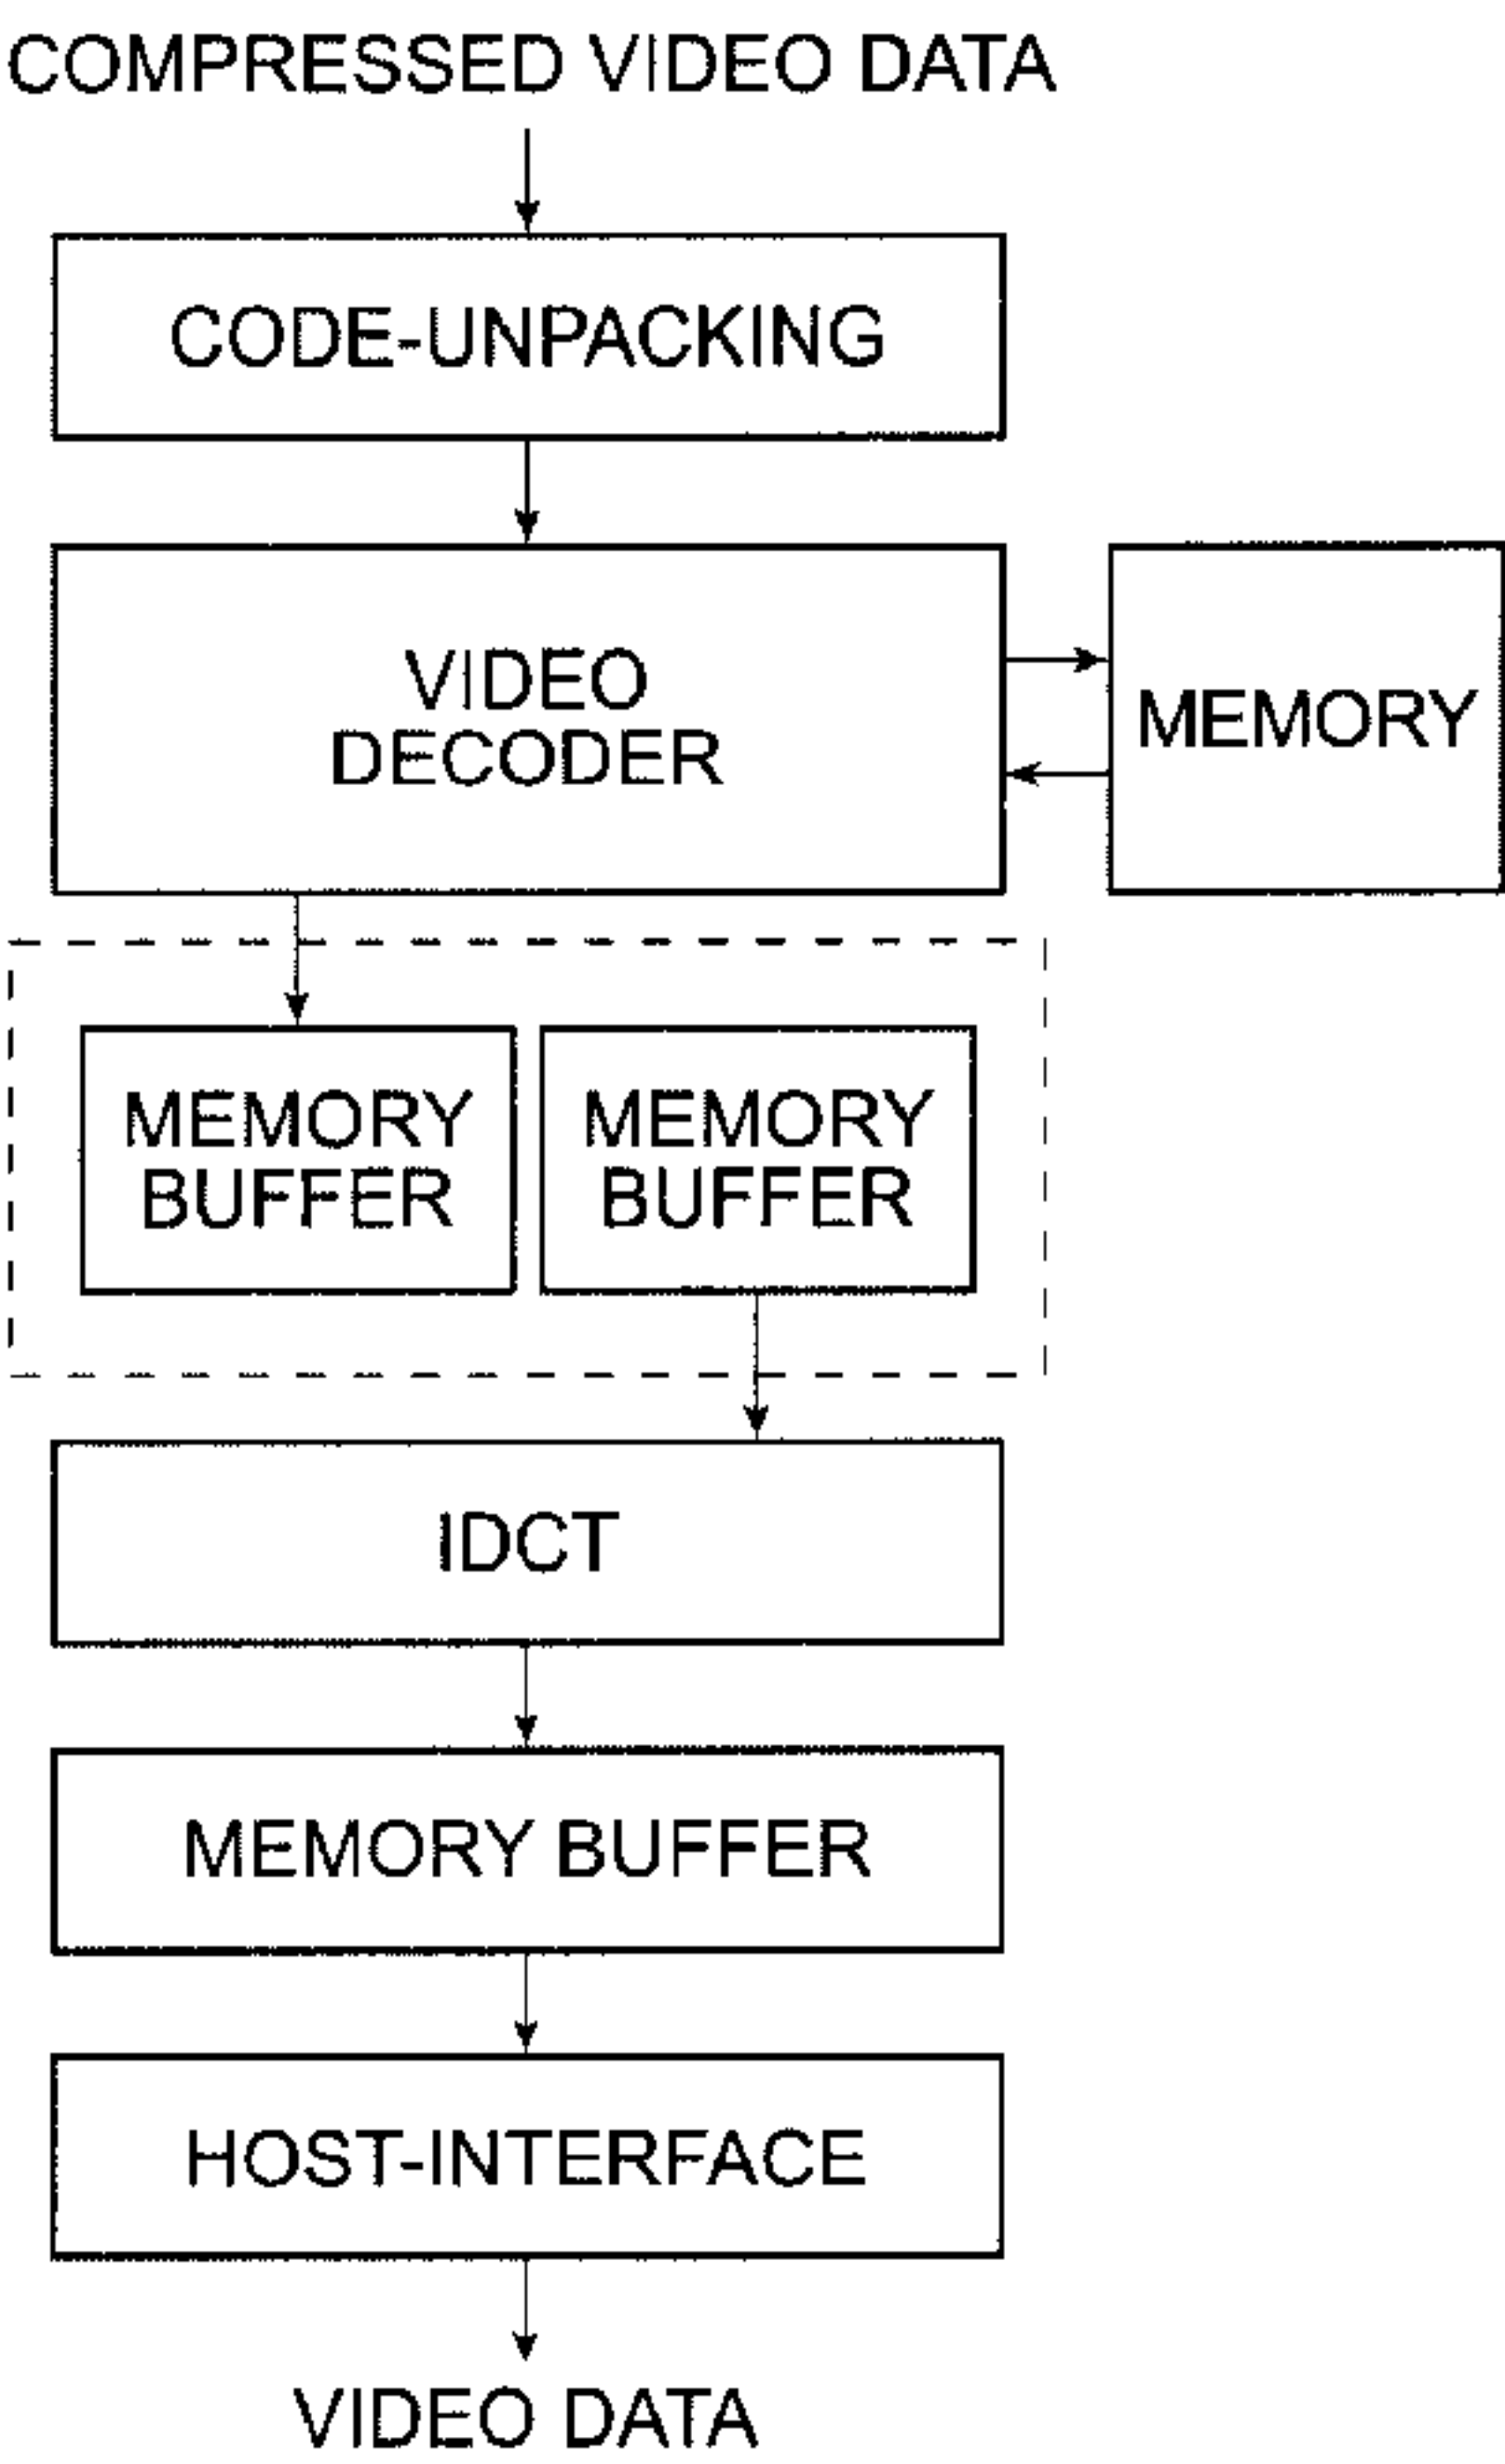 COMPRESSED VIDEO DATA
CODE-UNPACKING
VIDEO
DECODER
MEMORY
MEMORY
BUFFER
MEMORY
BUFFER
IDCT
MEMORY BUFFER
HOST-INTERFACE
VIDEO DATA